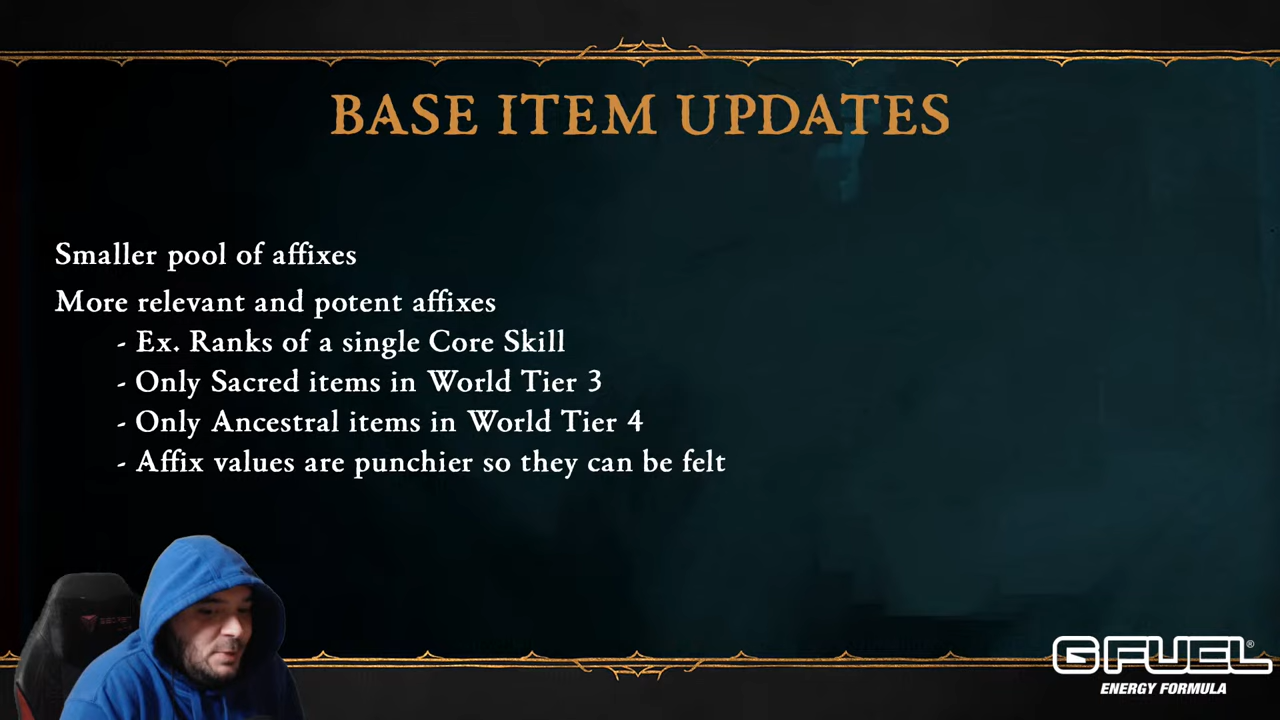 BASE ITEM UPDATES
Smaller pool of affixes
More relevant and potent affixes
- Ex. Ranks of a single Core Skill
- Only Sacred items in World Tier 3
- Only Ancestral items in World Tier 4
- Affix values are punchier so they can be felt
G FUEL®
ENERGY FORMULA